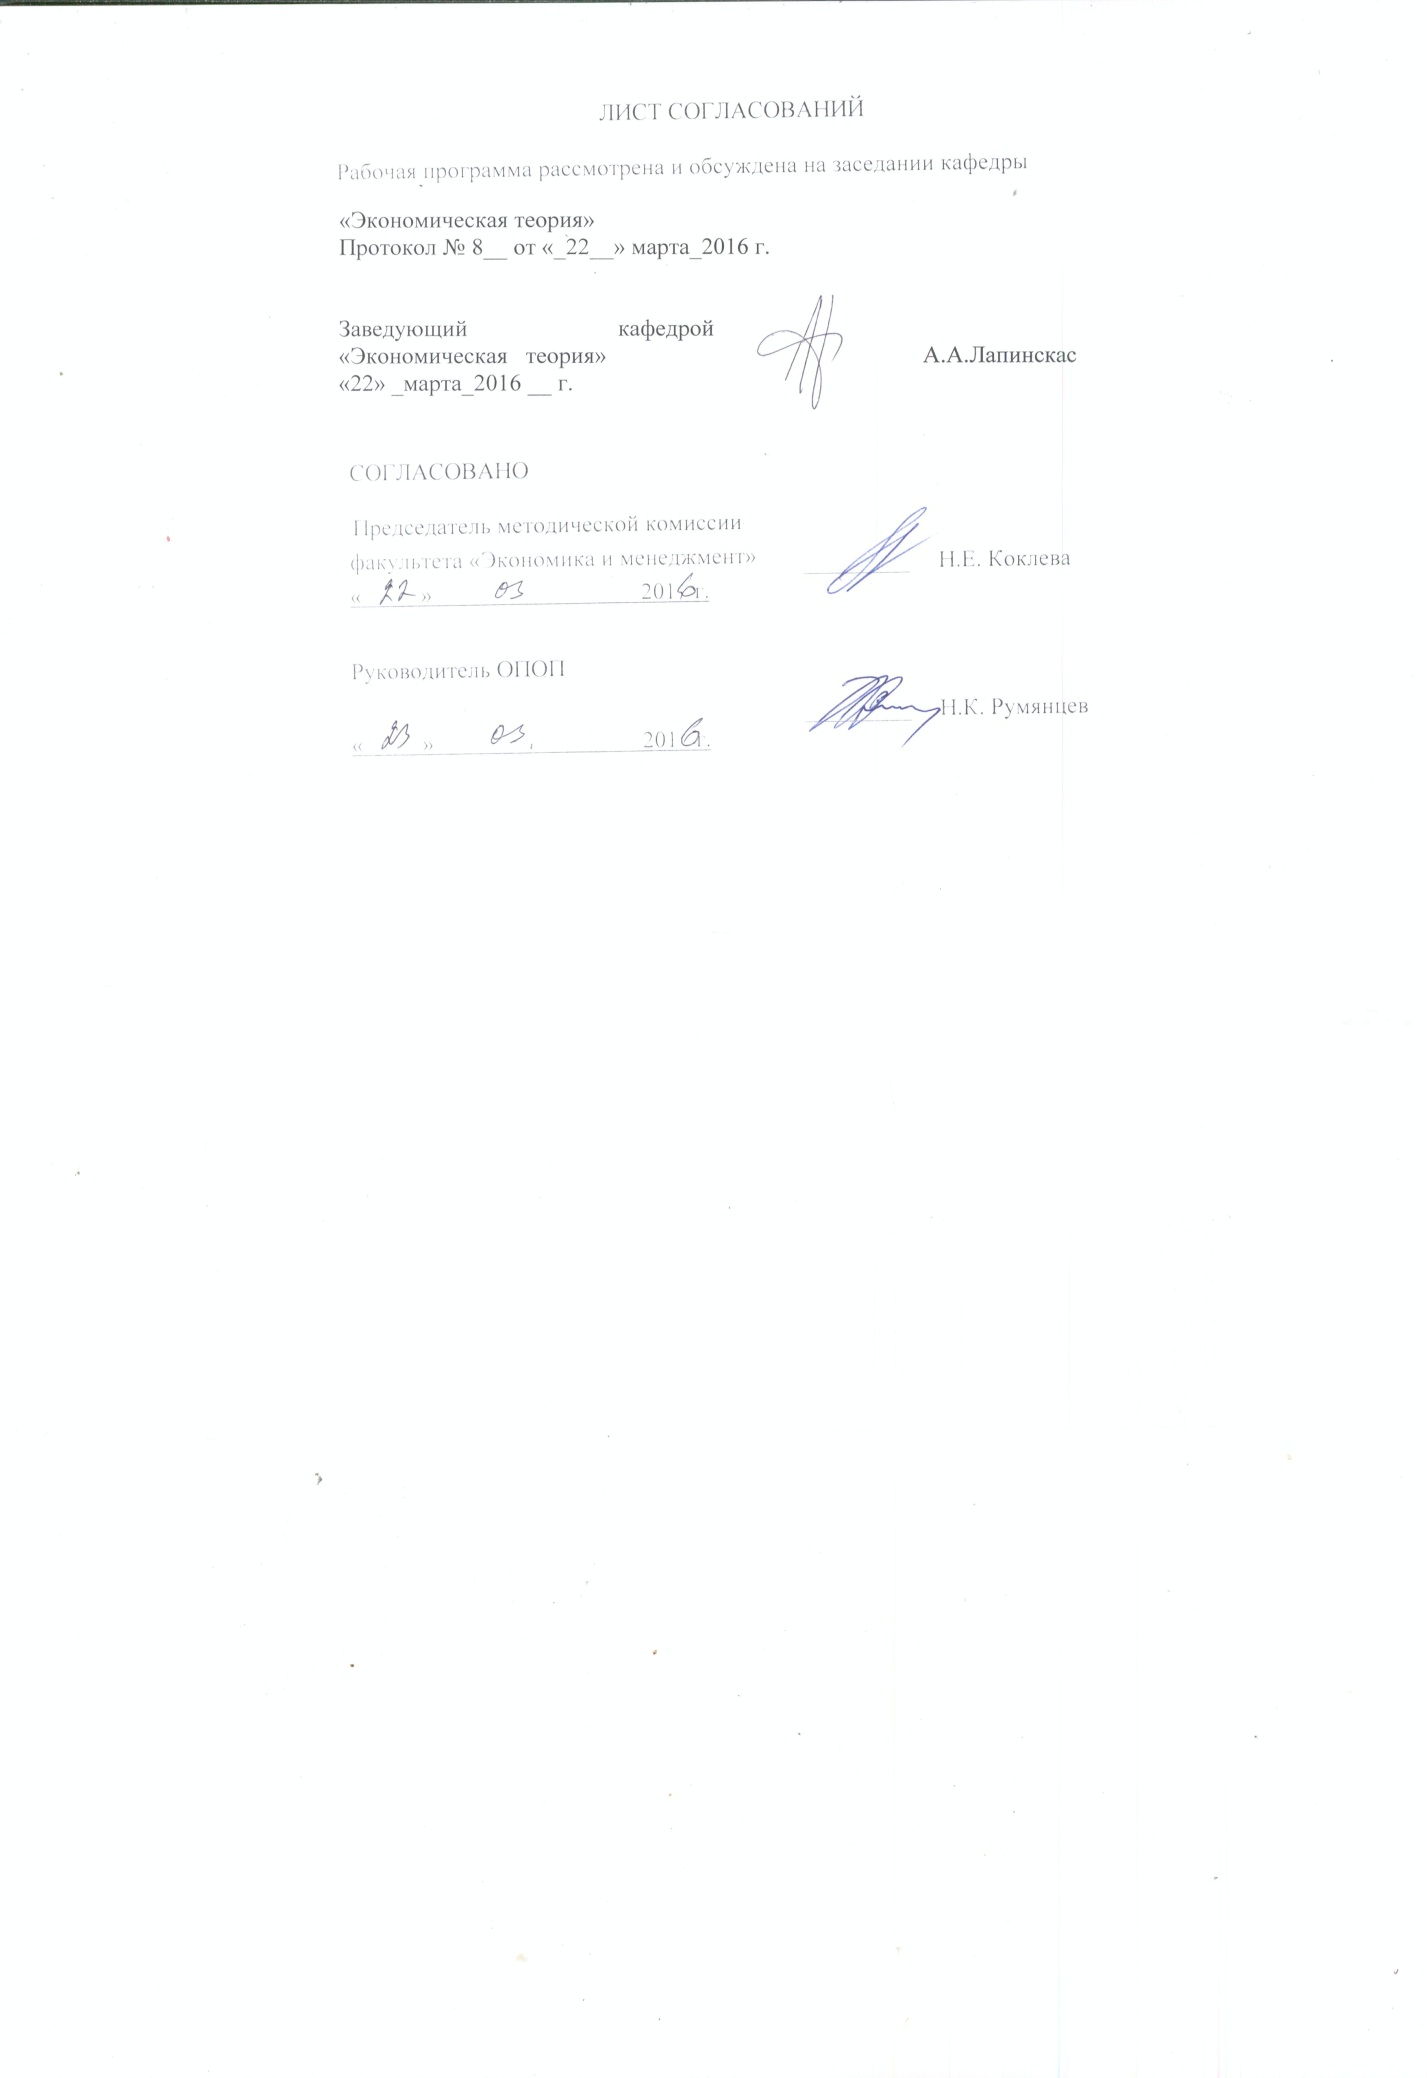 ЛИСТ СОГЛАСОВАНИЙ
Рабочая программа рассмотрена и обсуждена на заседании кафедры
«Экономическая теория»
Протокол № 8__ от «_22__» марта_2016 г.
Заведующий кафедрой
«Экономическая теория» А.А.Лапинскас
«22» _марта_2016 __ г.
СОГЛАСОВАНО
Председатель методической комиссии
факультета «Экономика и менеджмент» Н.Е. Коклева
« 22 » 03 2016г.
Руководитель ОПОП
Н.К. Румянцев
« 23 » 03. 2016г.